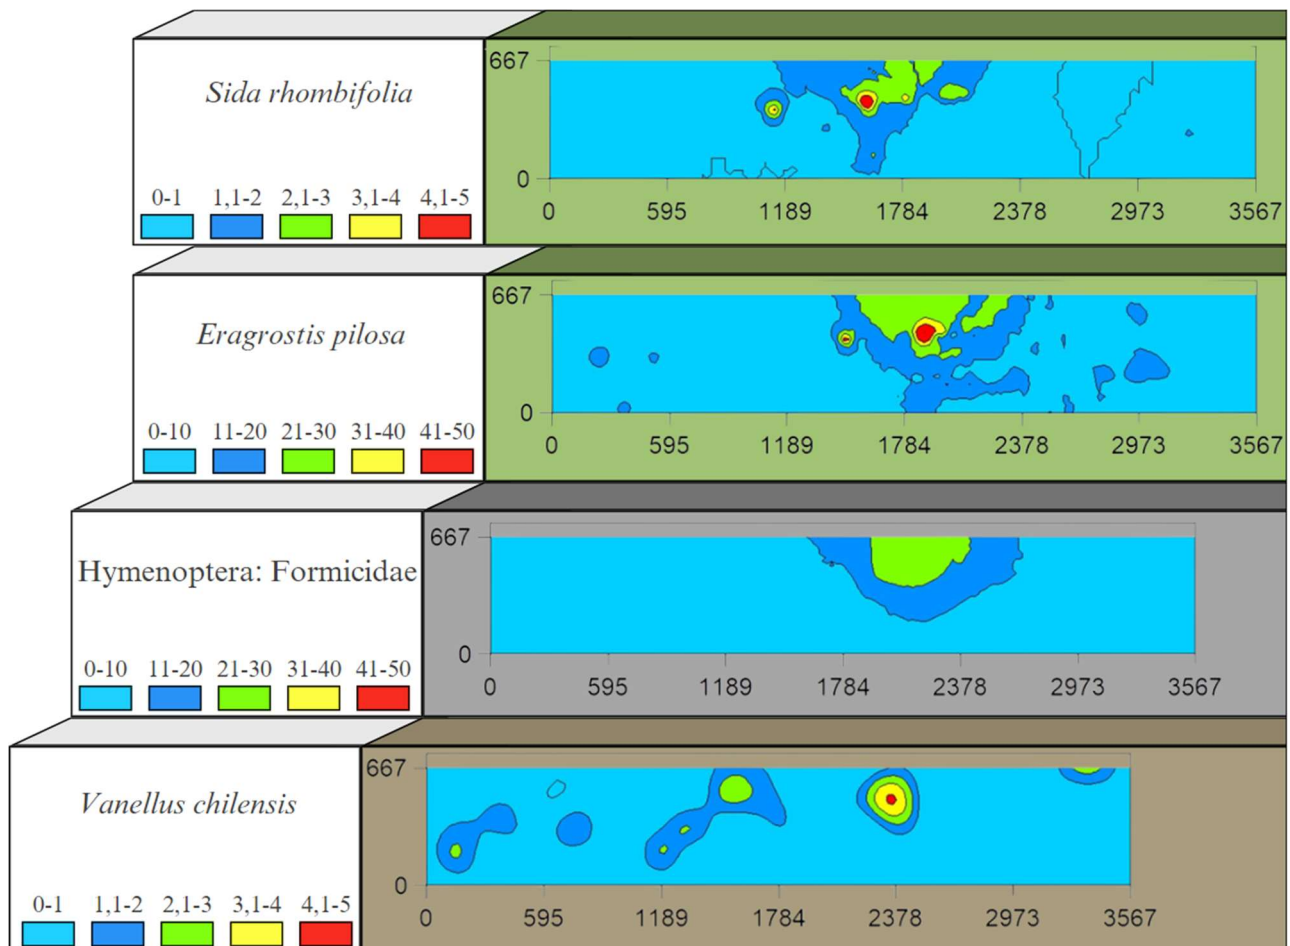 Sida rhombifolia
0-1 1,1-2 2,1-3 3,1-4 4,1-5
667
0
0 595 1189 1784 2378 2973 3567
Eragrostis pilosa
0-10 11-20 21-30 31-40 41-50
667
0
0 595 1189 1784 2378 2973 3567
Hymenoptera: Formicidae
0-10 11-20 21-30 31-40 41-50
667
0
0 595 1189 1784 2378 2973 3567
Vanellus chilensis
0-1 1,1-2 2,1-3 3,1-4 4,1-5
667
0
0 595 1189 1784 2378 2973 3567